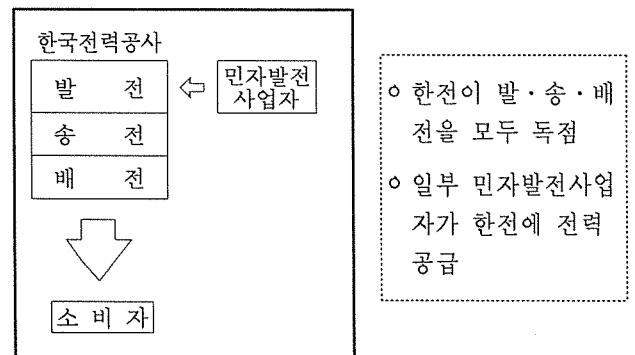 한국전력공사
발 전
민자발전
사업자
송 전
배 전
소 비 자
o 한전이 발·송·배
전을 모두 독점
o 일부 민자발전사업
자가 한전에 전력
공급